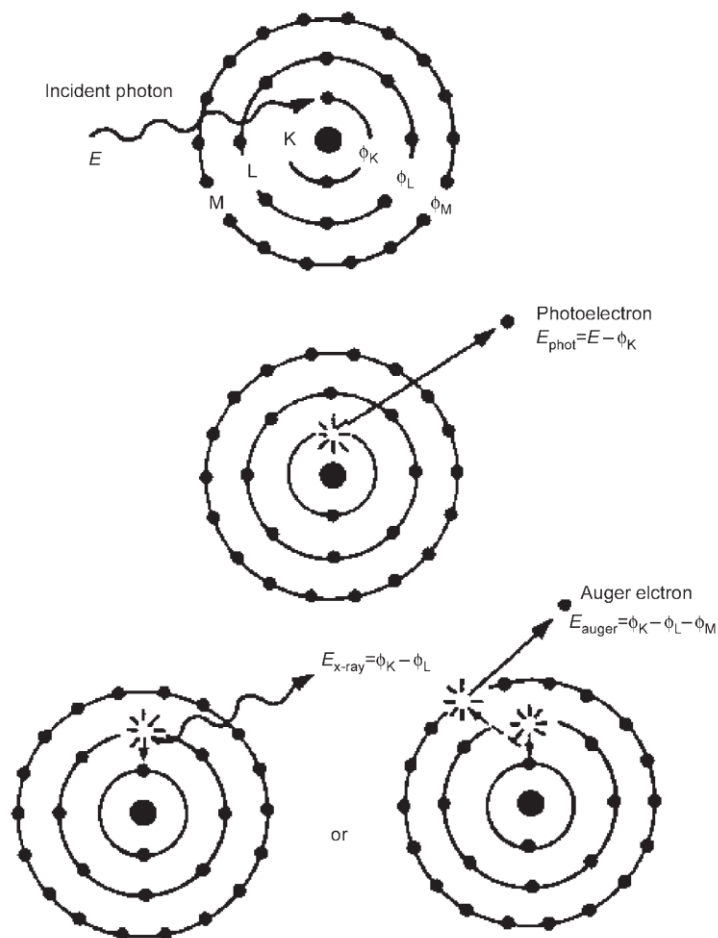 Incident photon
E
K
ϕK
L
ϕL
M
ϕM
Photoelectron
Ephot=E−ϕK
Auger elctron
Eauger=ϕK−ϕL−ϕM
Ex-ray=ϕK−ϕL
or